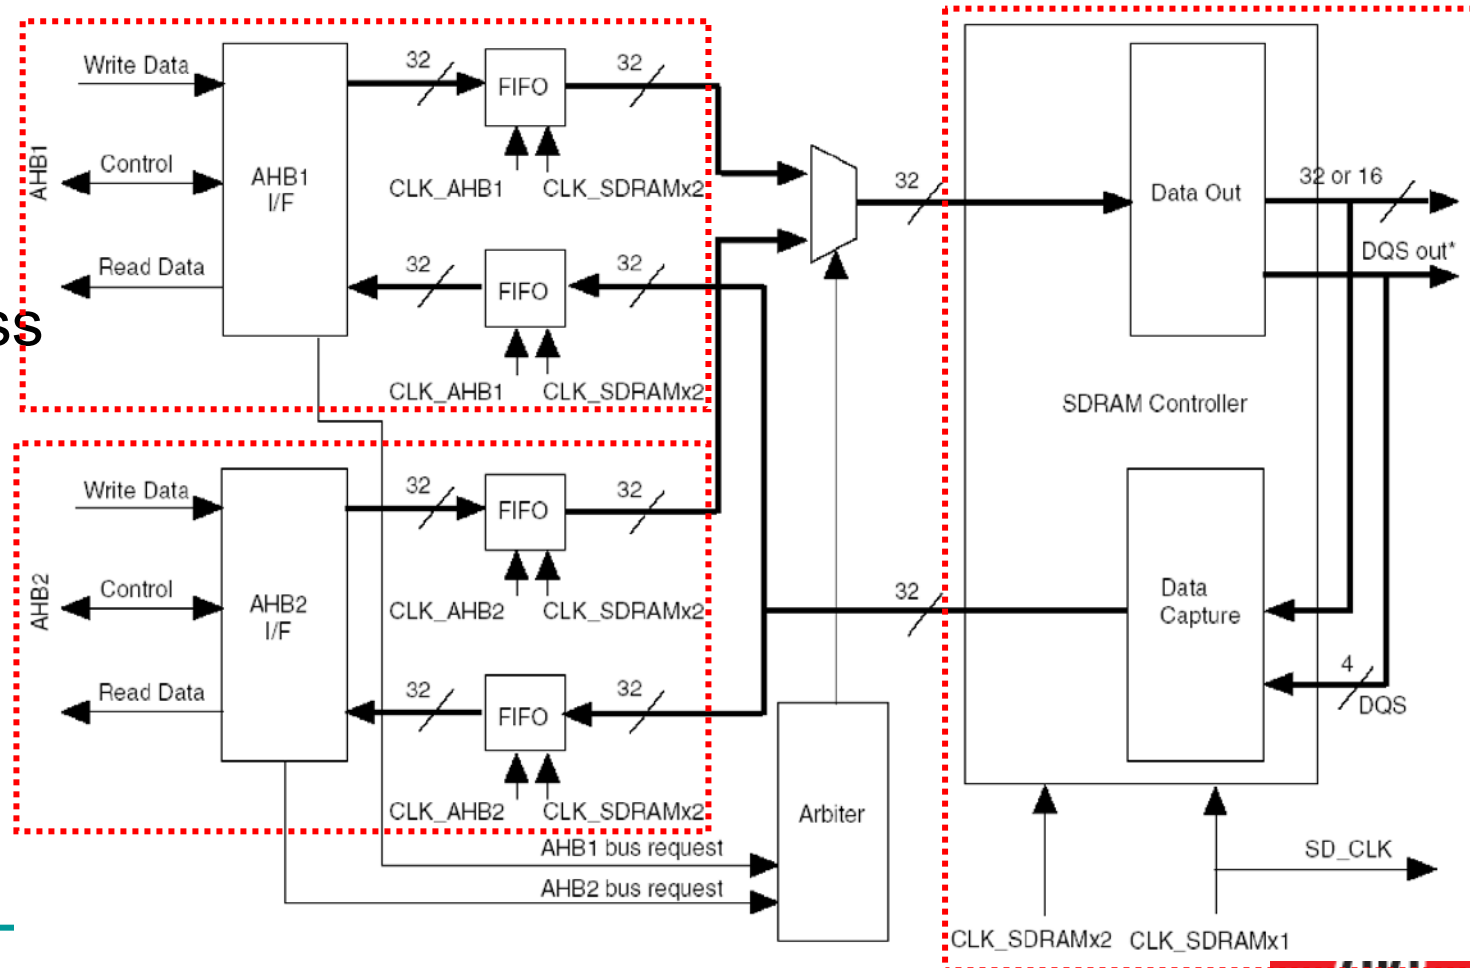 Write Data
32
FIFO
32
CLK_AHB1
CLK_SDRAMx2
AHB1
Control
AHB1
I/F
Read Data
32
FIFO
32
CLK_AHB1
CLK_SDRAMx2
ss
32
Data Out
32 or 16
DQS out*
SDRAM Controller
Write Data
32
FIFO
32
CLK_AHB2
CLK_SDRAMx2
AHB2
Control
AHB2
I/F
Read Data
32
FIFO
32
CLK_AHB2
CLK_SDRAMx2
32
Data
Capture
4
DQS
Arbiter
AHB1 bus request
AHB2 bus request
SD_CLK
CLK_SDRAMx2
CLK_SDRAMx1